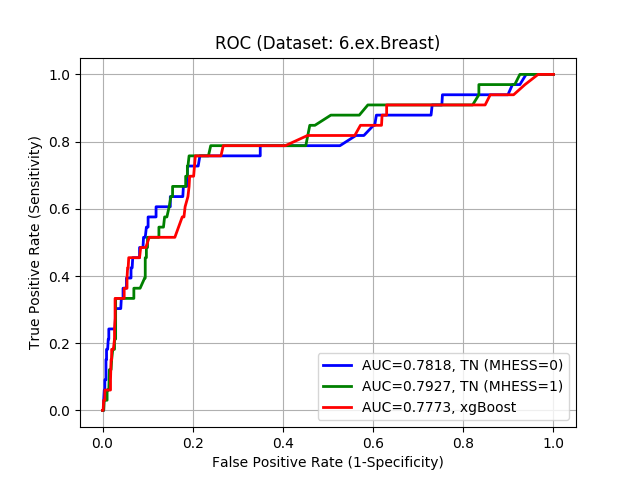 ROC (Dataset: 6.ex.Breast)
True Positive Rate (Sensitivity)
1.0
0.8
0.6
0.4
0.2
0.0
AUC=0.7818, TN (MHESS=0)
AUC=0.7927, TN (MHESS=1)
AUC=0.7773, xgBoost
0.0 0.2 0.4 0.6 0.8 1.0
False Positive Rate (1-Specificity)